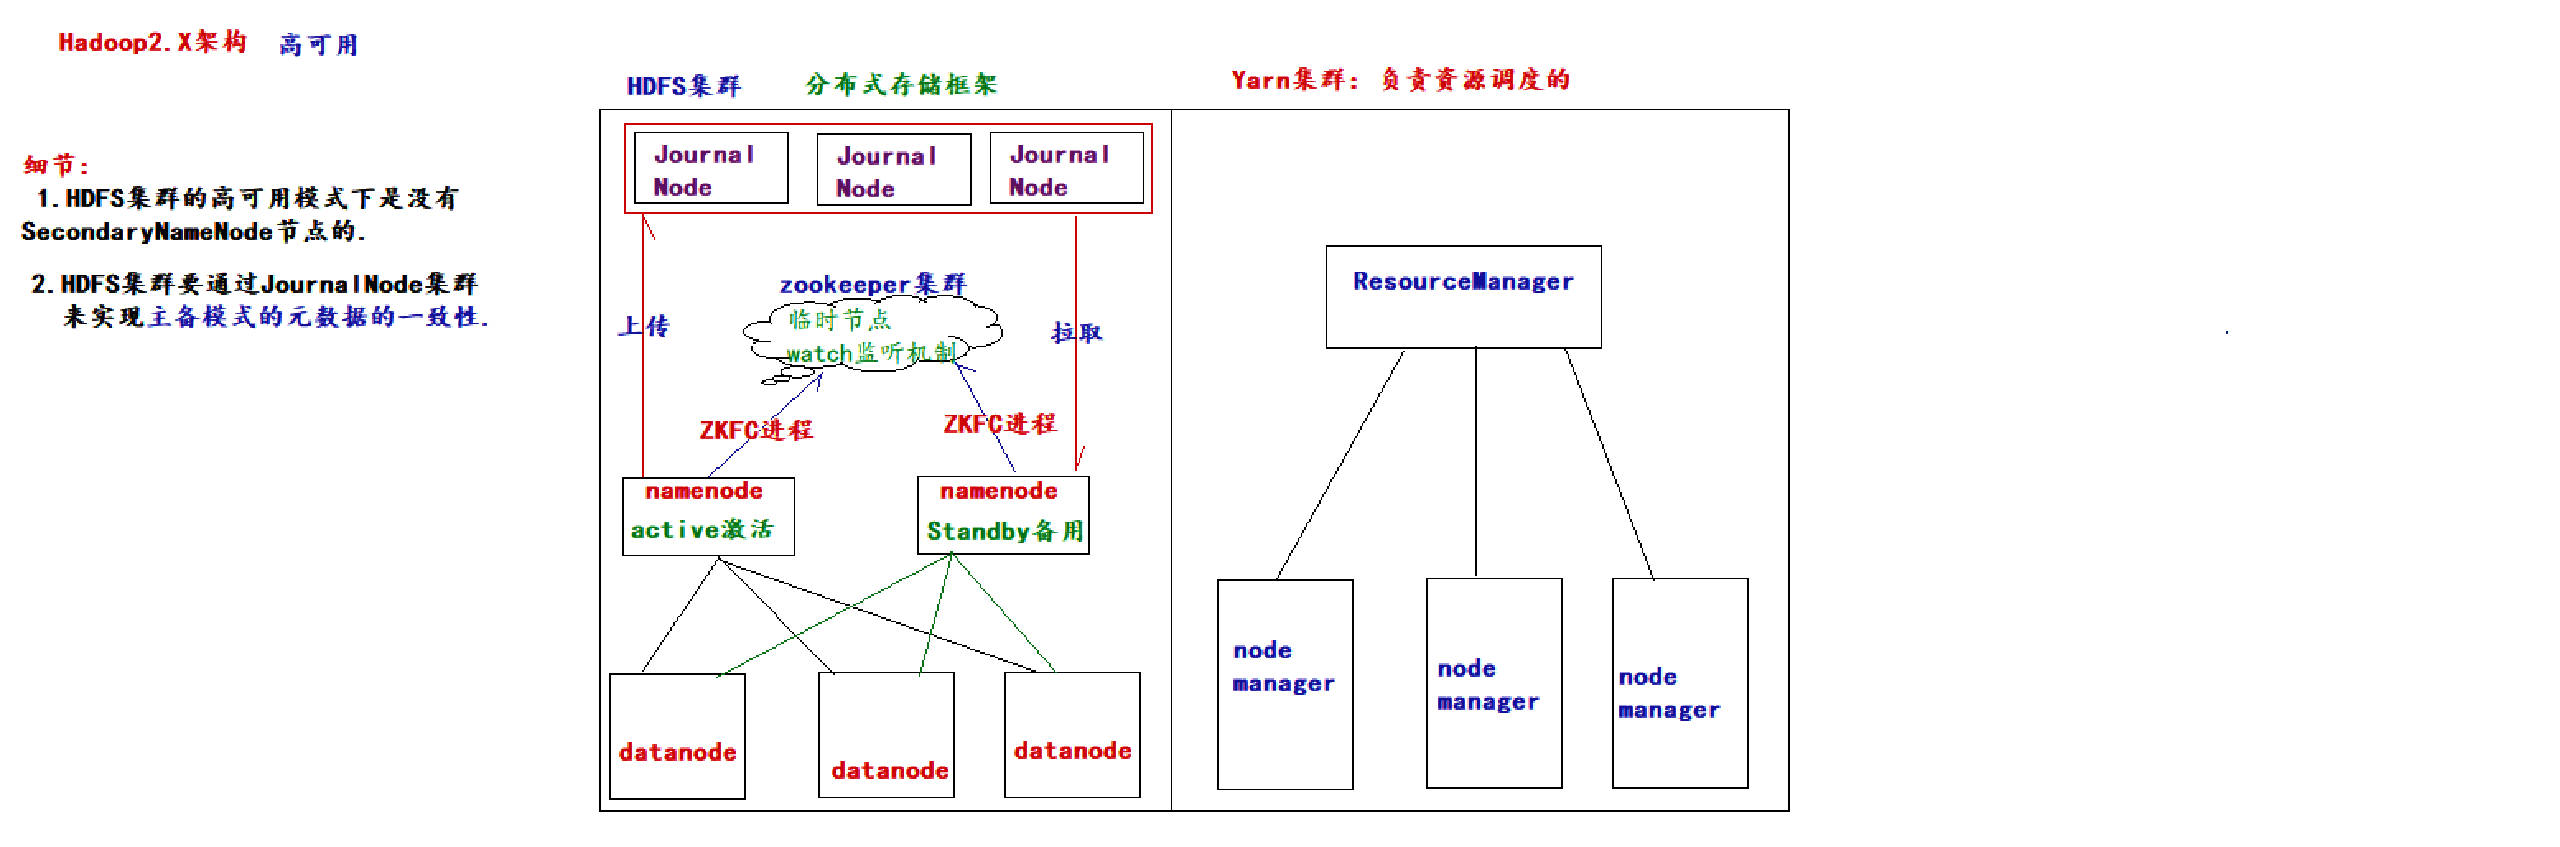 Hadoop2.X架构 高可用
细节:
1.HDFS集群的高可用模式下是没有
SecondaryNameNode节点的.
2.HDFS集群要通过JournalNode集群
来实现主备模式的元数据的一致性.
HDFS集群 分布式存储框架
Journal
Node
Journal
Node
Journal
Node
zookeeper集群
临时节点
watch监听机制
上传
拉取
ZKFC进程
ZKFC进程
namenode
active激活
namenode
Standby备用
datanode
datanode
datanode
Yarn集群: 负责资源调度的
ResourceManager
node
manager
node
manager
node
manager